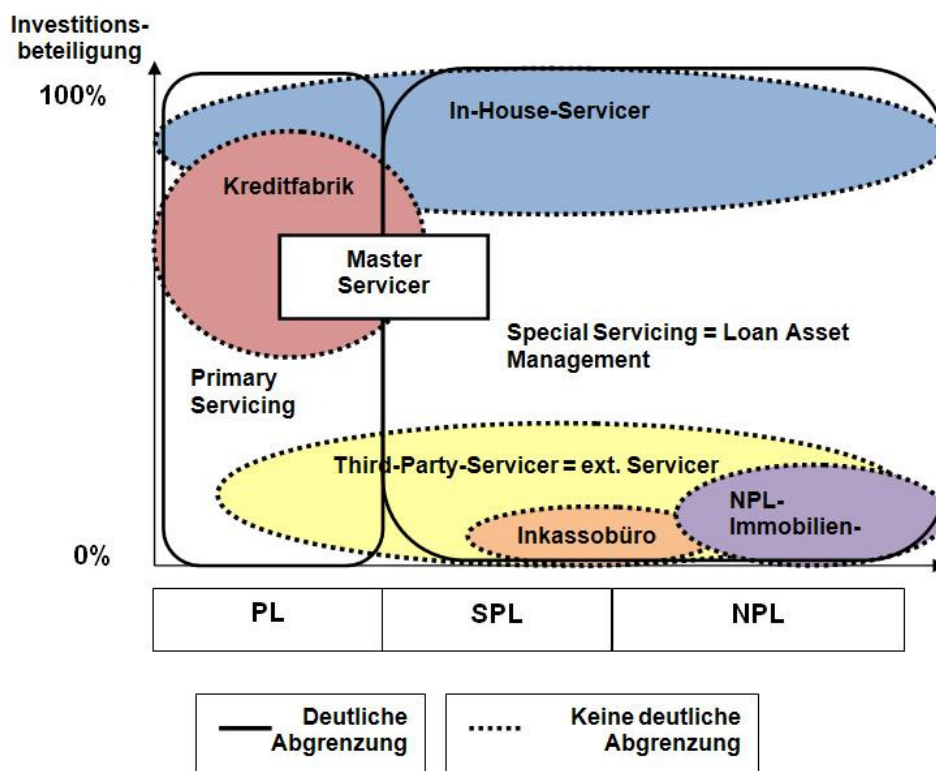 Investitions-
beteiligung
100%
In-House-Servicer
Kreditfabrik
Master
Servicer
Special Servicing = Loan Asset
Management
Primary
Servicing
Third-Party-Servicer = ext. Servicer
NPL-
Immobilien-
Inkassobüro
0%
PL
SPL
NPL
Deutliche
Abgrenzung
Keine deutliche
Abgrenzung